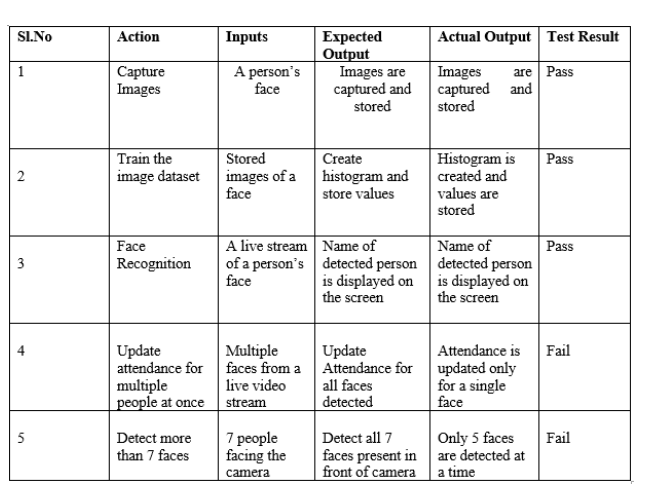 Sl.No Action Inputs Expected Output Actual Output Test Result
1 Capture Images A person's face Images are captured and stored Images are captured and stored Pass
2 Train the image dataset Stored images of a face Create histogram and store values Histogram is created and values are stored Pass
3 Face Recognition A live stream of a person's face Name of detected person is displayed on the screen Name of detected person is displayed on the screen Pass
4 Update attendance for multiple people at once Multiple faces from a live video stream Update Attendance for all faces detected Attendance is updated only for a single face Fail
5 Detect more than 7 faces 7 people facing the camera Detect all 7 faces present in front of camera Only 5 faces are detected at a time Fail